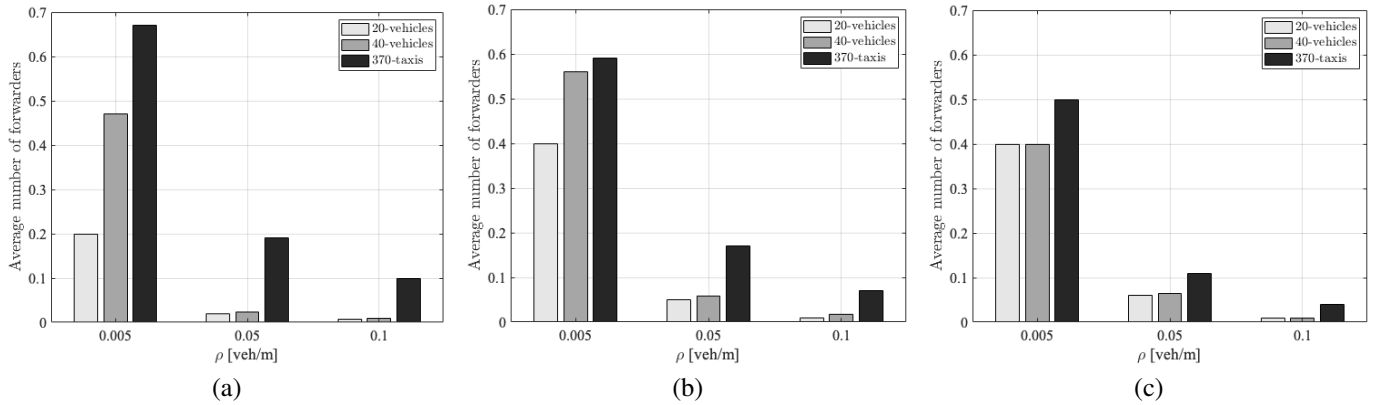 Average number of forwarders
0.7
0.6
0.5
0.4
0.3
0.2
0.1
0
20-vehicles
40-vehicles
370-taxis
0.005
0.05
0.1
ρ [veh/m]
(a)
Average number of forwarders
0.7
0.6
0.5
0.4
0.3
0.2
0.1
0
20-vehicles
40-vehicles
370-taxis
0.005
0.05
0.1
ρ [veh/m]
(b)
Average number of forwarders
0.7
0.6
0.5
0.4
0.3
0.2
0.1
0
20-vehicles
40-vehicles
370-taxis
0.005
0.05
0.1
ρ [veh/m]
(c)